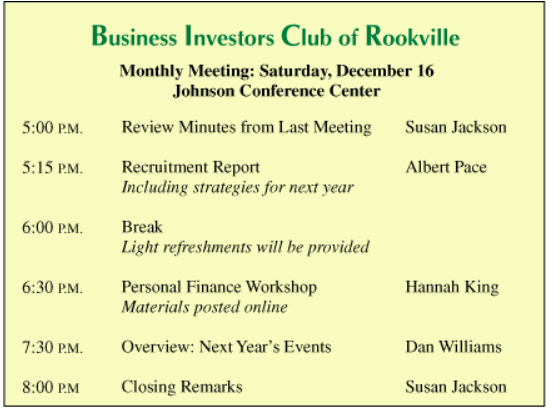 Business Investors Club of Rookville
Monthly Meeting: Saturday, December 16
Johnson Conference Center
5:00 P.M. Review Minutes from Last Meeting Susan Jackson
5:15 P.M. Recruitment Report Albert Pace
Including strategies for next year
6:00 P.M. Break
Light refreshments will be provided
6:30 P.M. Personal Finance Workshop Hannah King
Materials posted online
7:30 P.M. Overview: Next Year's Events Dan Williams
8:00 P.M Closing Remarks Susan Jackson